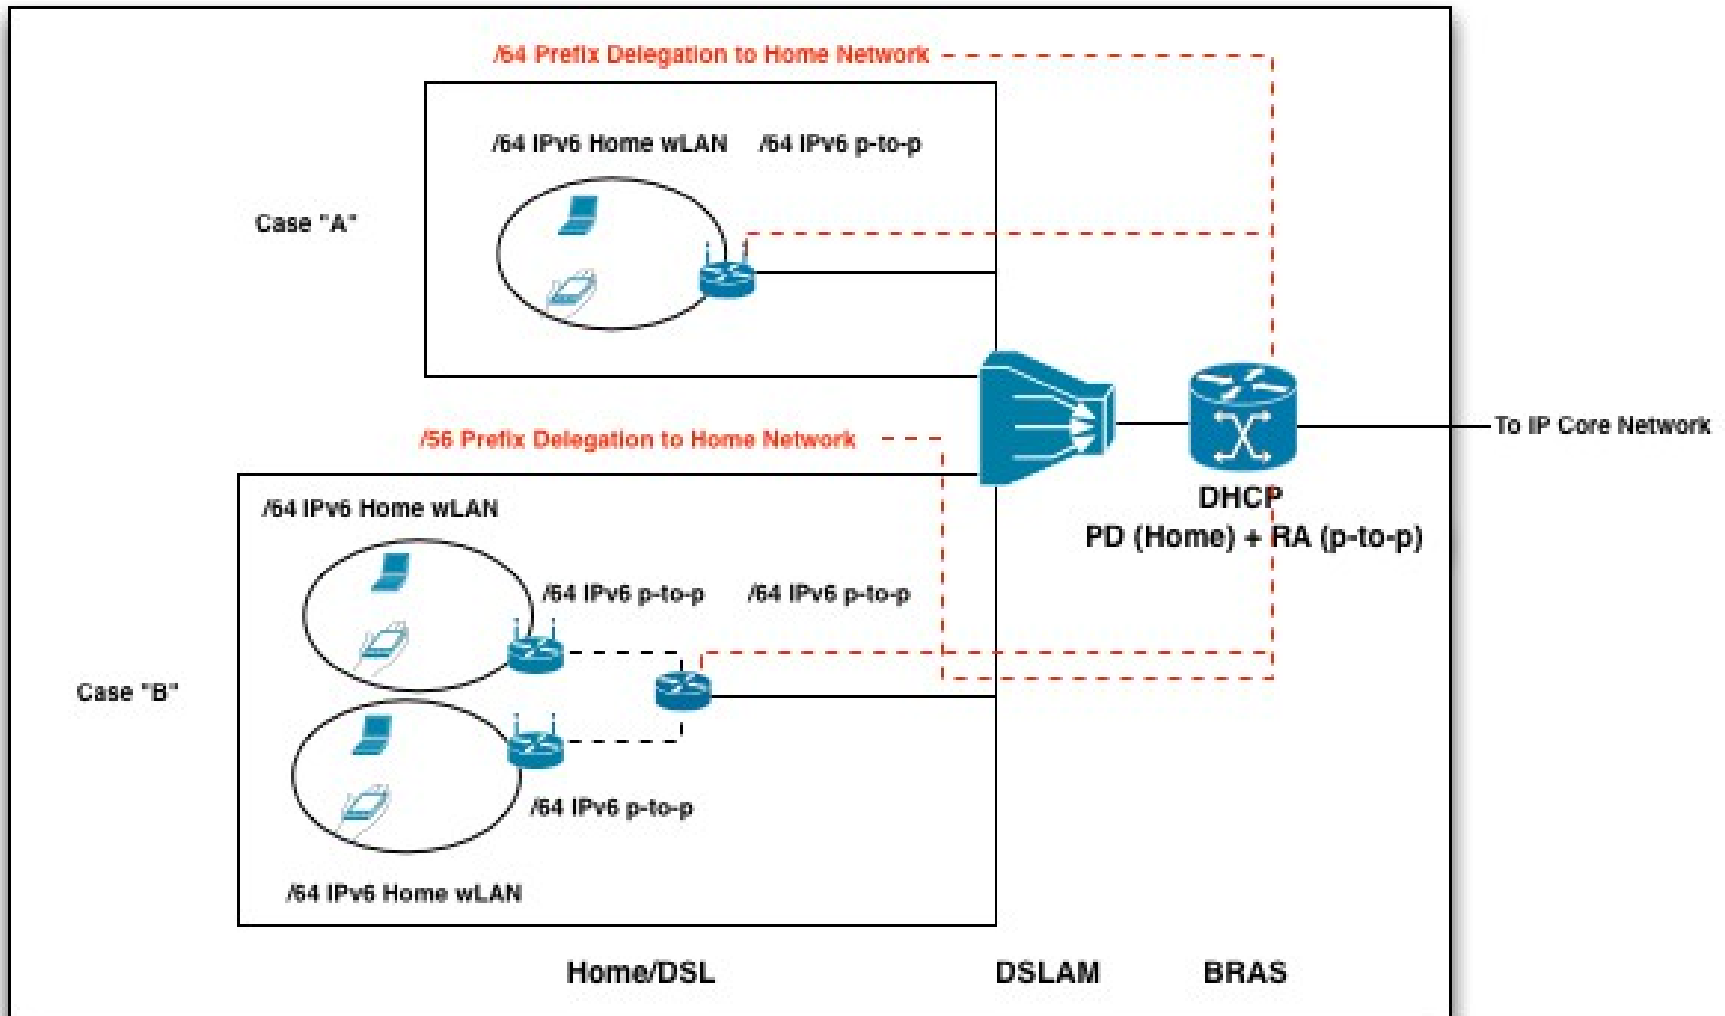 /64 Prefix Delegation to Home Network
/64 IPv6 Home wLAN
/64 IPv6 p-to-p
Case "A"
/56 Prefix Delegation to Home Network
To IP Core Network
DHCP
PD (Home) + RA (p-to-p)
/64 IPv6 Home wLAN
/64 IPv6 p-to-p
/64 IPv6 p-to-p
Case "B"
/64 IPv6 p-to-p
/64 IPv6 Home wLAN
Home/DSL
DSLAM
BRAS